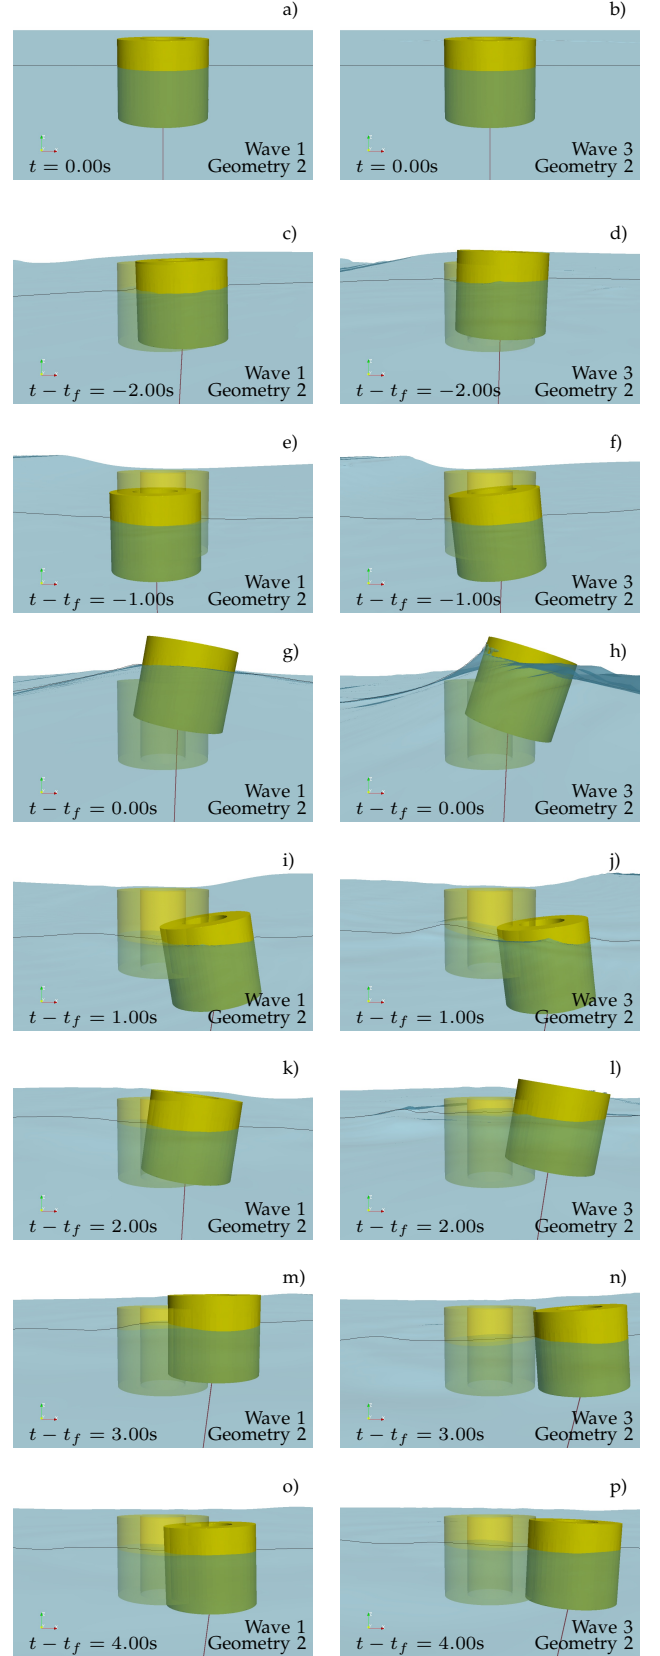 a)
Wave 1
t = 0.00s Geometry 2
b)
Wave 3
t = 0.00s Geometry 2
c)
Wave 1
t − t_f = −2.00s Geometry 2
d)
Wave 3
t − t_f = −2.00s Geometry 2
e)
Wave 1
t − t_f = −1.00s Geometry 2
f)
Wave 3
t − t_f = −1.00s Geometry 2
g)
Wave 1
t − t_f = 0.00s Geometry 2
h)
Wave 3
t − t_f = 0.00s Geometry 2
i)
Wave 1
t − t_f = 1.00s Geometry 2
j)
Wave 3
t − t_f = 1.00s Geometry 2
k)
Wave 1
t − t_f = 2.00s Geometry 2
l)
Wave 3
t − t_f = 2.00s Geometry 2
m)
Wave 1
t − t_f = 3.00s Geometry 2
n)
Wave 3
t − t_f = 3.00s Geometry 2
o)
Wave 1
t − t_f = 4.00s Geometry 2
p)
Wave 3
t − t_f = 4.00s Geometry 2